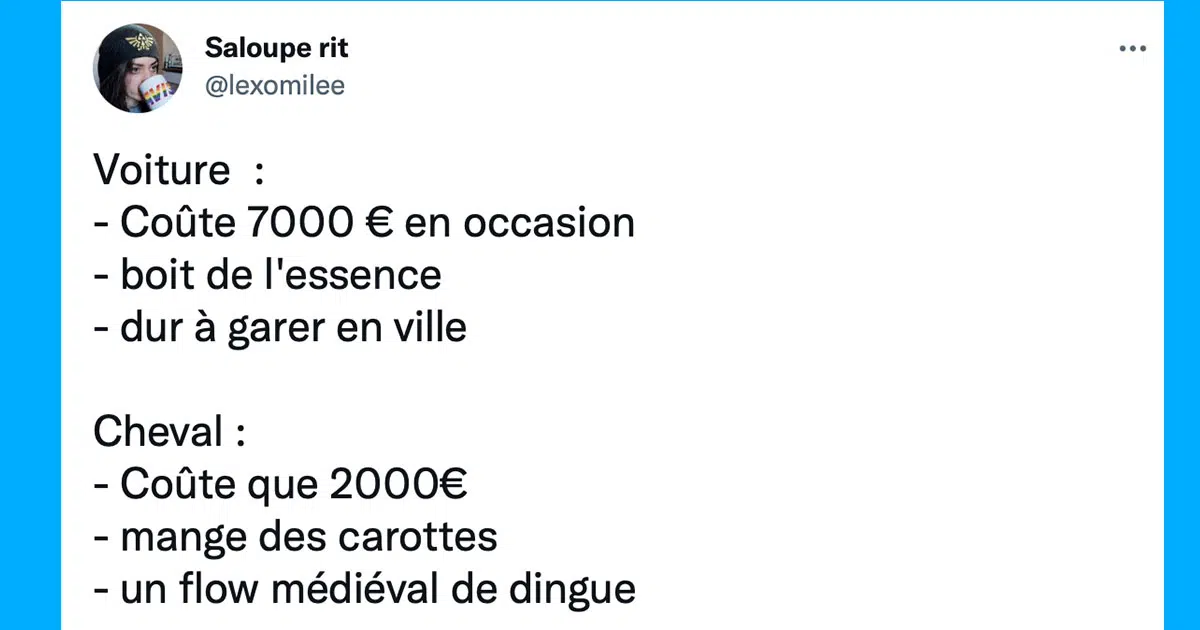 Saloupe rit
@lexomilee
Voiture  :
- Coûte 7000 € en occasion
- boit de l'essence
- dur à garer en ville
Cheval :
- Coûte que 2000€
- mange des carottes
- un flow médiéval de dingue